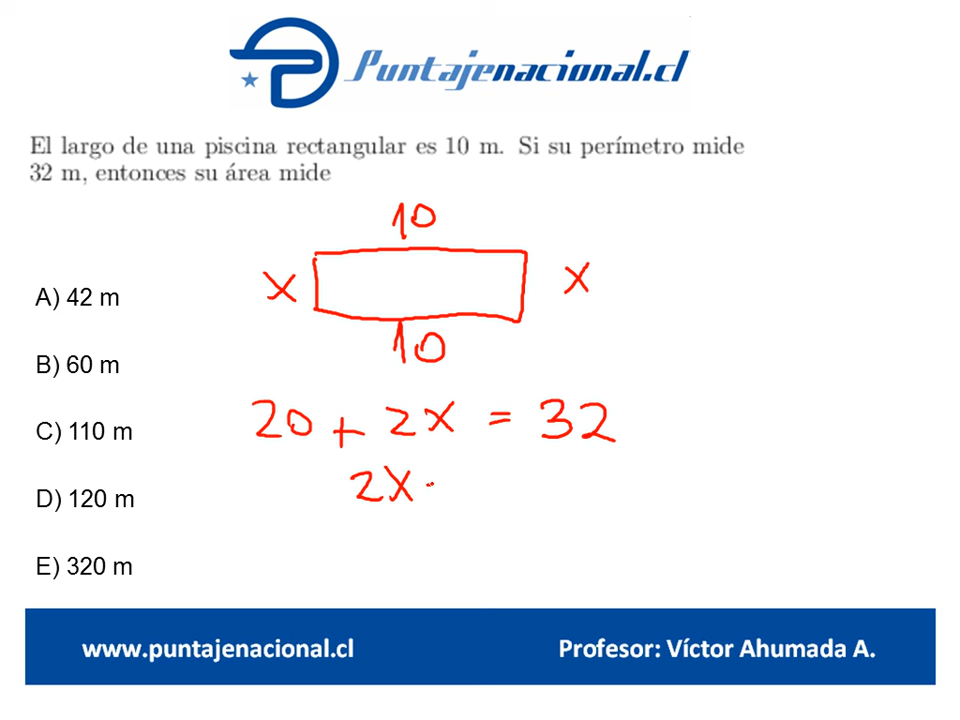 Puntajenacional.cl
El largo de una piscina rectangular es 10 m. Si su perímetro mide
32 m, entonces su área mide
10
x x
10
A) 42 m
B) 60 m
C) 110 m
D) 120 m
E) 320 m
20 + 2x = 32
2x
www.puntajenacional.cl
Profesor: Víctor Ahumada A.